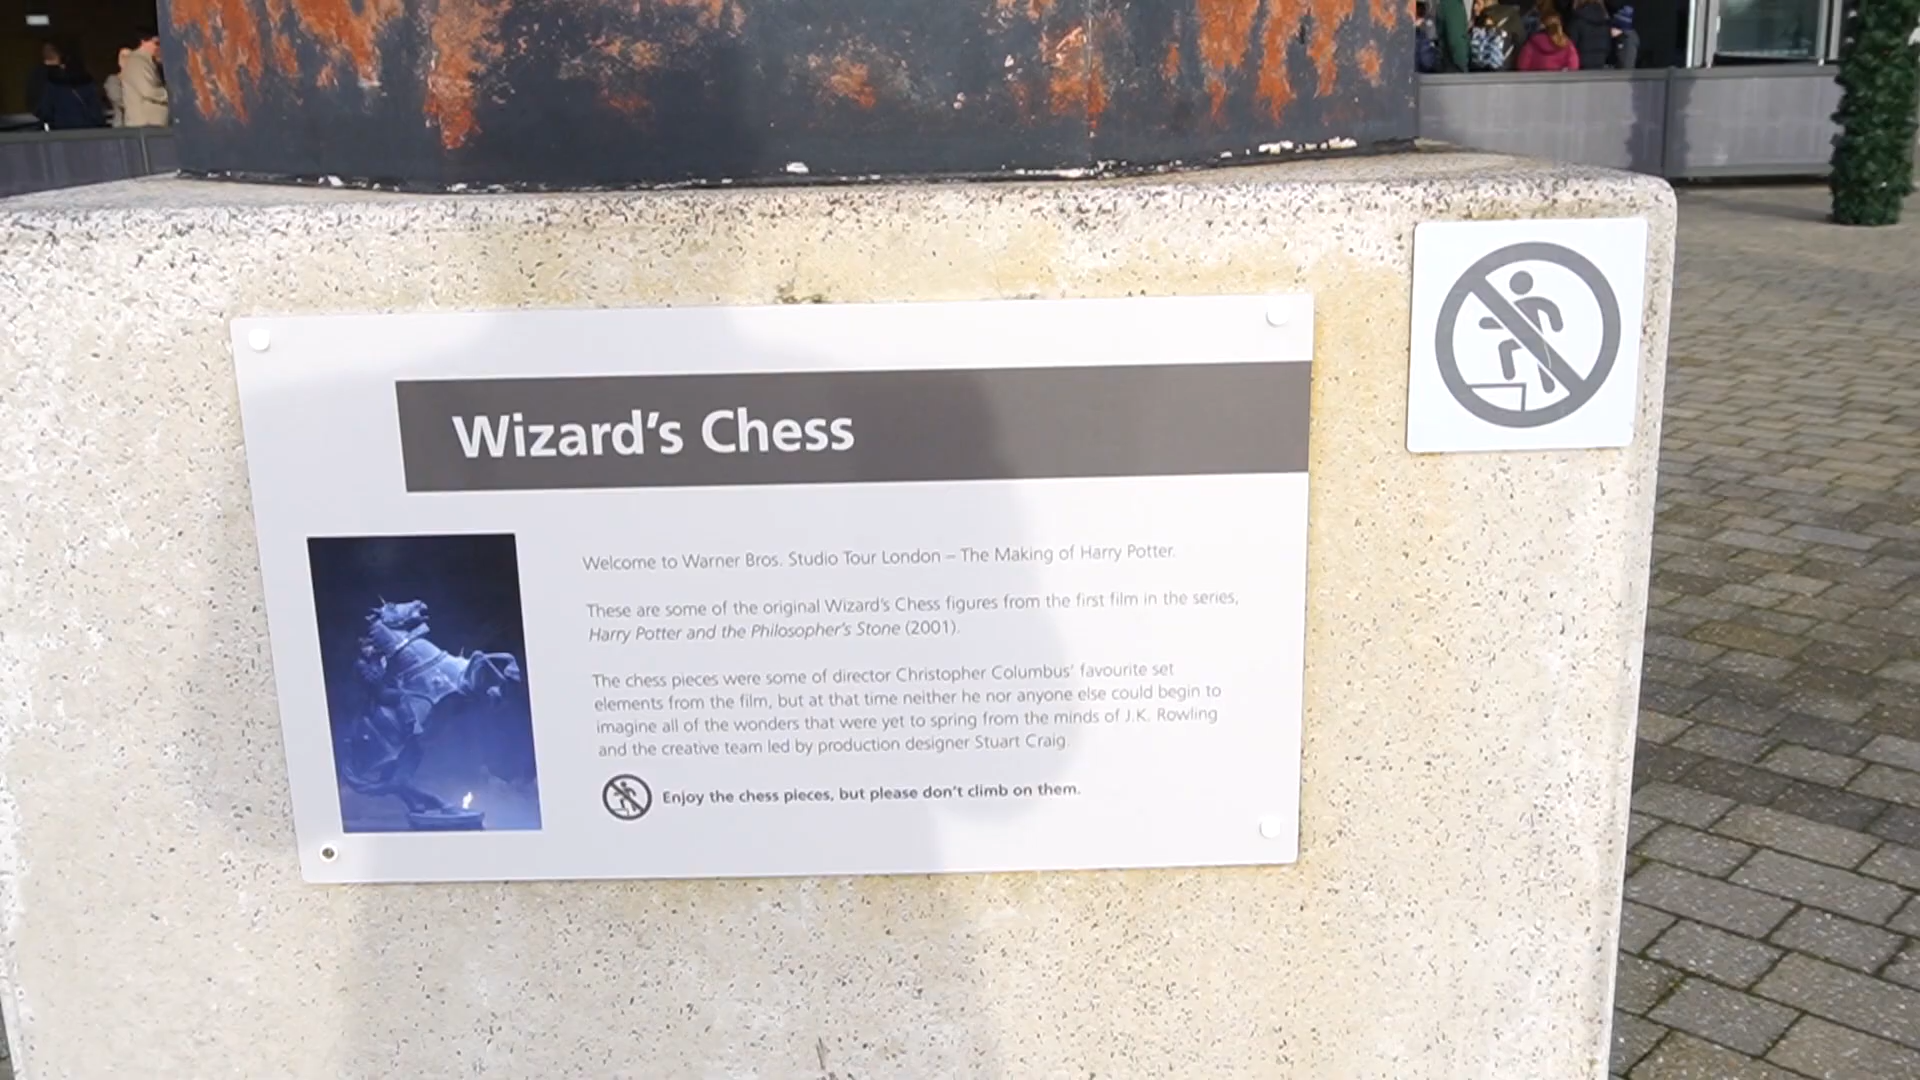 Wizard's Chess
Welcome to Warner Bros. Studio Tour London – The Making of Harry Potter.
These are some of the original Wizard's Chess figures from the first film in the series,
Harry Potter and the Philosopher's Stone (2001).
The chess pieces were some of director Christopher Columbus' favourite set
elements from the film, but at that time neither he nor anyone else could begin to
imagine all of the wonders that were yet to spring from the minds of J.K. Rowling
and the creative team led by production designer Stuart Craig.
Enjoy the chess pieces, but please don't climb on them.